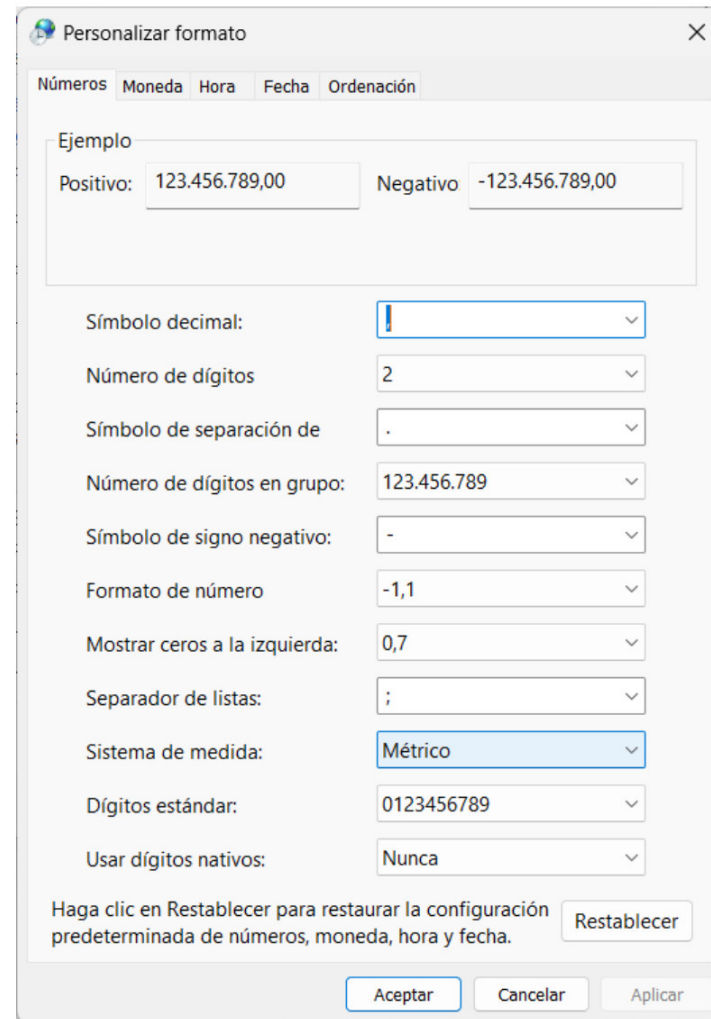 Personalizar formato
Números Moneda Hora Fecha Ordenación
Ejemplo
Positivo: 123.456.789,00 Negativo -123.456.789,00
Símbolo decimal: ,
Número de dígitos 2
Símbolo de separación de .
Número de dígitos en grupo: 123.456.789
Símbolo de signo negativo: -
Formato de número -1,1
Mostrar ceros a la izquierda: 0,7
Separador de listas: ;
Sistema de medida: Métrico
Dígitos estándar: 0123456789
Usar dígitos nativos: Nunca
Haga clic en Restablecer para restaurar la configuración
predeterminada de números, moneda, hora y fecha.
Restablecer
Aceptar Cancelar Aplicar